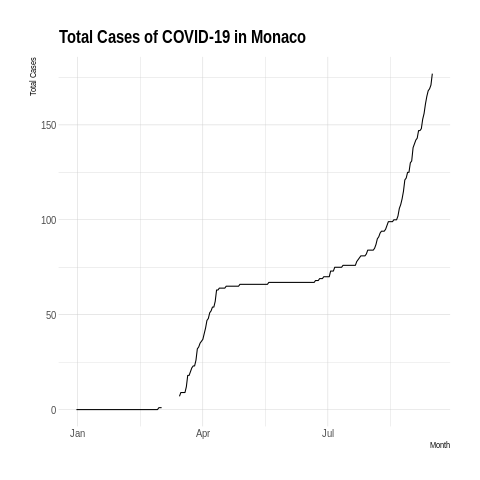 Total Cases of COVID-19 in Monaco
Total Cases
150
100
50
0
Jan Apr Jul
Month